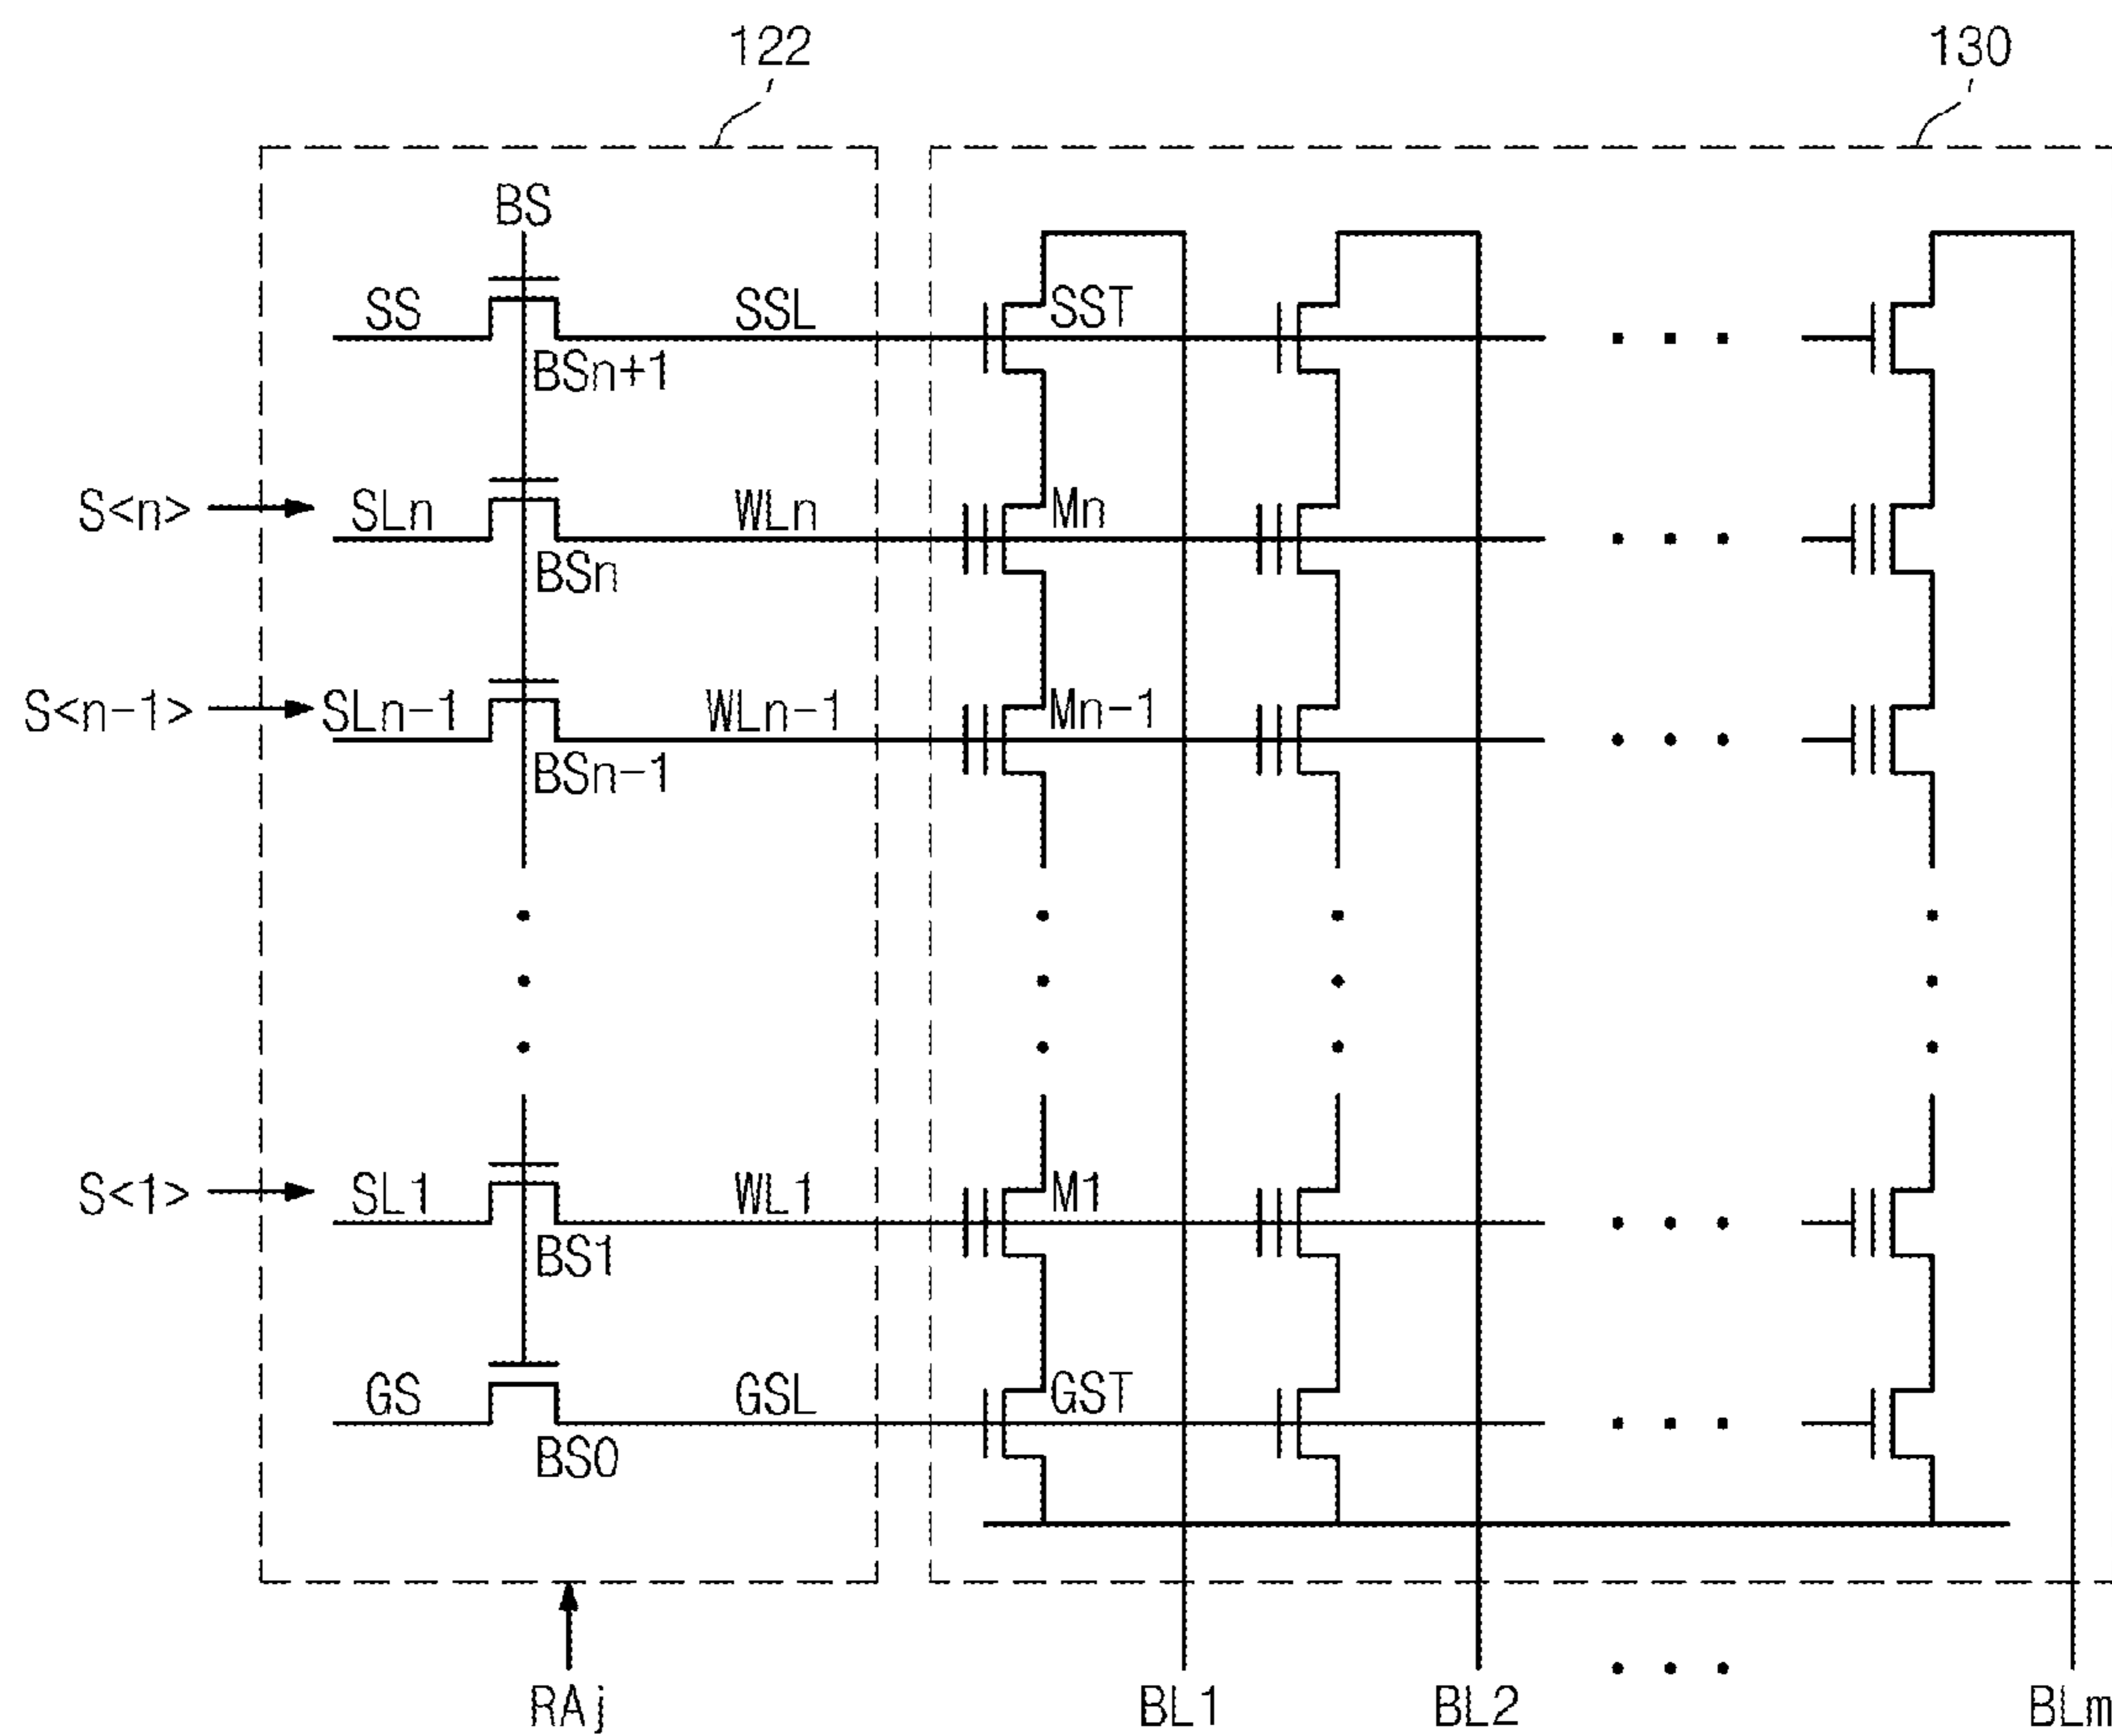 122 130
BS
SS SSL SST
BSn+1
S<n> SLn WLn Mn
BSn
S<n-1> SLn-1 WLn-1 Mn-1
BSn-1
S<1> SL1 WL1 M1
BS1
GS GSL GST
BS0
RAj BL1 BL2 BLm